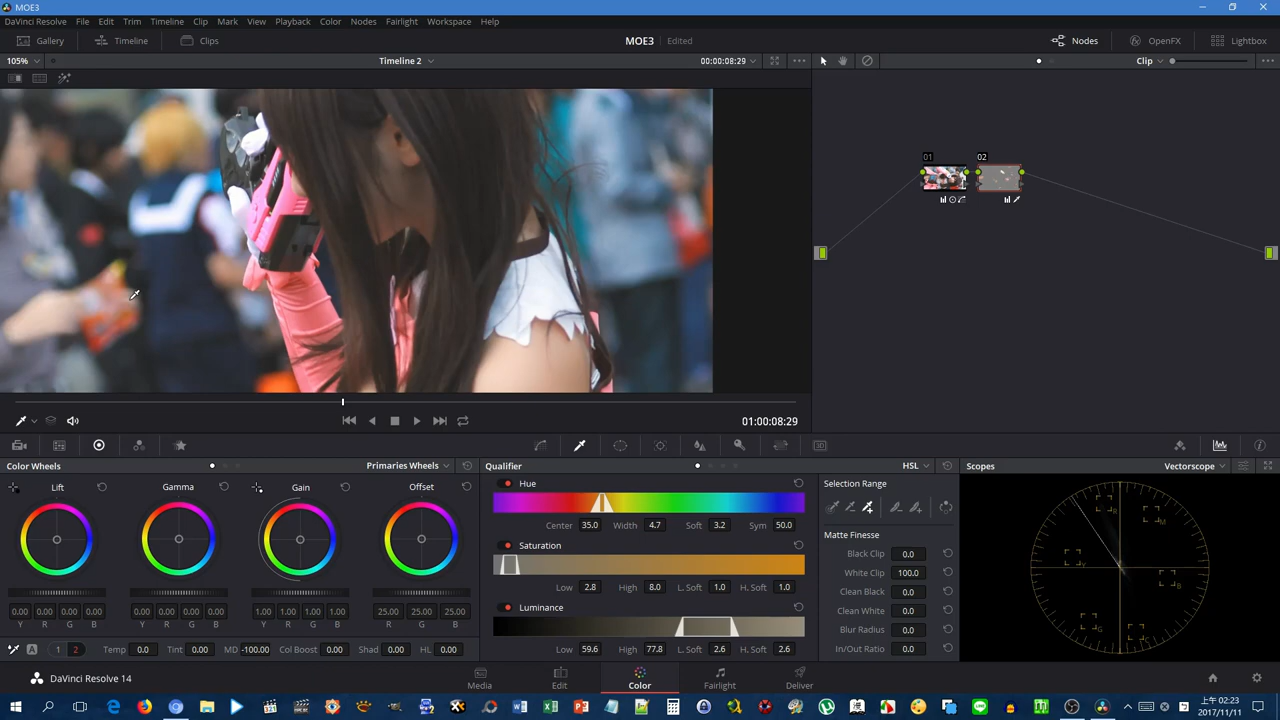 MOE3
DaVinci Resolve File Edit Trim Timeline Clip Mark View Playback Color Nodes Fairlight Workspace Help
Gallery Timeline Clips MOE3 Edited Nodes OpenFX Lightbox
105% Timeline 2 00:00:08:29 Clip
01 02
01:00:08:29
Color Wheels Primaries Wheels Qualifier HSL Scopes Vectorscope
Lift Gamma Gain Offset Hue Selection Range
Center 35.0 Width 4.7 Soft 3.2 Sym 50.0
Saturation Matte Finesse
Black Clip 0.0
White Clip 100.0
Low 2.8 High 8.0 L. Soft 1.0 H. Soft 1.0 Clean Black 0.0
Luminance Clean White 0.0
0.00 0.00 0.00 0.00 0.00 0.00 0.00 0.00 1.00 1.00 1.00 1.00 25.00 25.00 25.00
Y R G B Y R G B Y R G B R G B
Blur Radius 0.0
A 1 2 Temp 0.0 Tint 0.00 MD -100.00 Col Boost 0.00 Shad 0.00 HL 0.00 Low 59.6 High 77.8 L. Soft 2.6 H. Soft 2.6 In/Out Ratio 0.0
R M Y B G C
DaVinci Resolve 14 Media Edit Color Fairlight Deliver
上午 02:23
2017/11/11